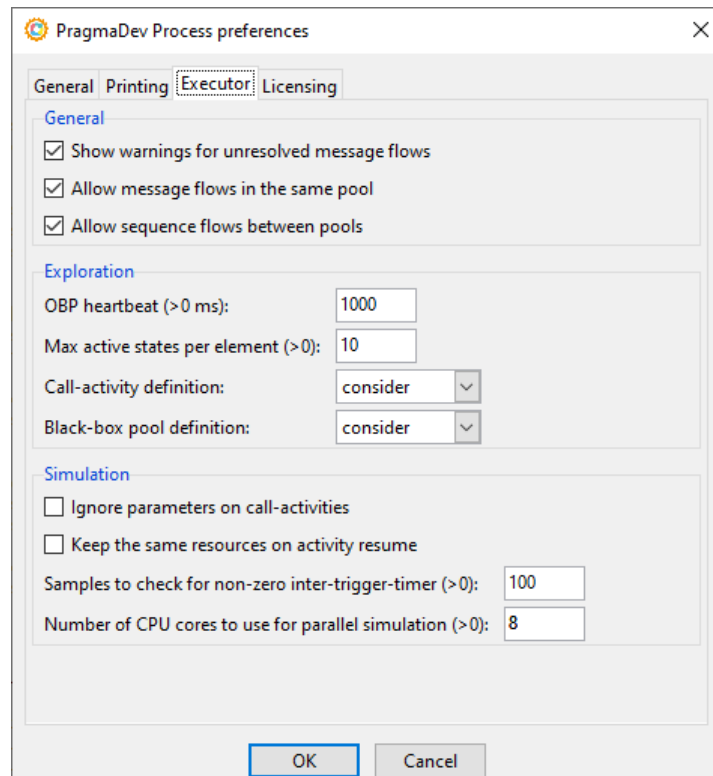 PragmaDev Process preferences
General Printing Executor Licensing
General
Show warnings for unresolved message flows
Allow message flows in the same pool
Allow sequence flows between pools
Exploration
OBP heartbeat (>0 ms): 1000
Max active states per element (>0): 10
Call-activity definition: consider
Black-box pool definition: consider
Simulation
Ignore parameters on call-activities
Keep the same resources on activity resume
Samples to check for non-zero inter-trigger-timer (>0): 100
Number of CPU cores to use for parallel simulation (>0): 8
OK Cancel